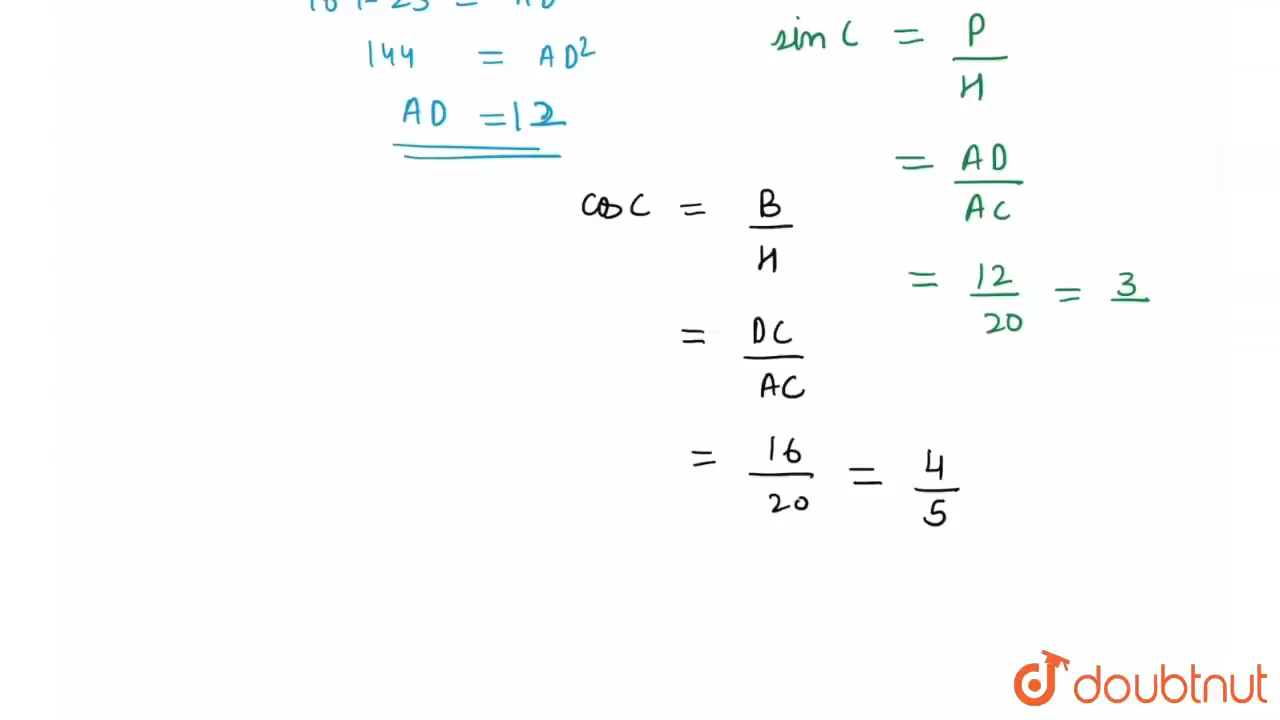 144 = AD²
AD = 12
sin C = P/H
= AD/AC
= 12/20 = 3/
cos C = B/H
= DC/AC
= 16/20 = 4/5
doubtnut